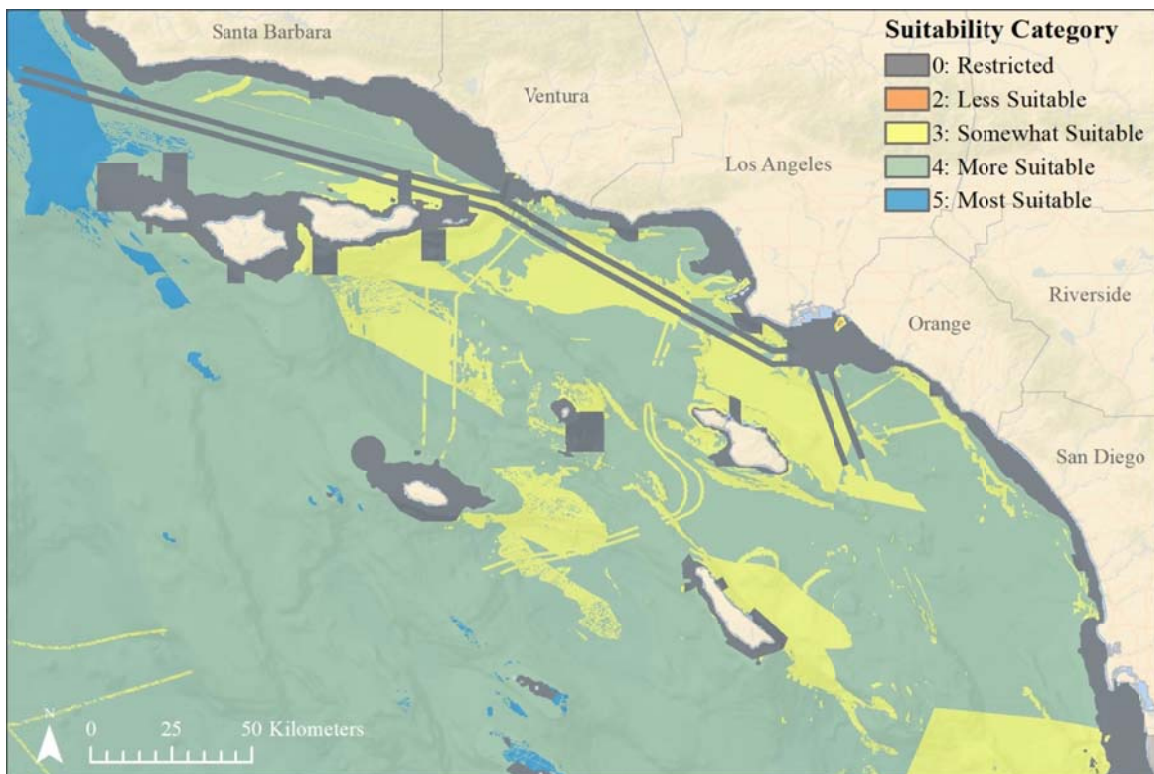 Santa Barbara
Ventura
Los Angeles
Riverside
Orange
San Diego
Suitability Category
0: Restricted
2: Less Suitable
3: Somewhat Suitable
4: More Suitable
5: Most Suitable
N
0 25 50 Kilometers